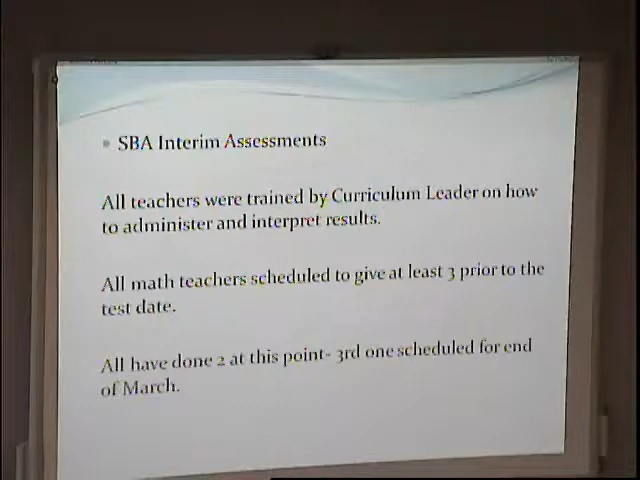 SBA Interim Assessments
All teachers were trained by Curriculum Leader on how
to administer and interpret results.
All math teachers scheduled to give at least 3 prior to the
test date.
All have done 2 at this point- 3rd one scheduled for end
of March.